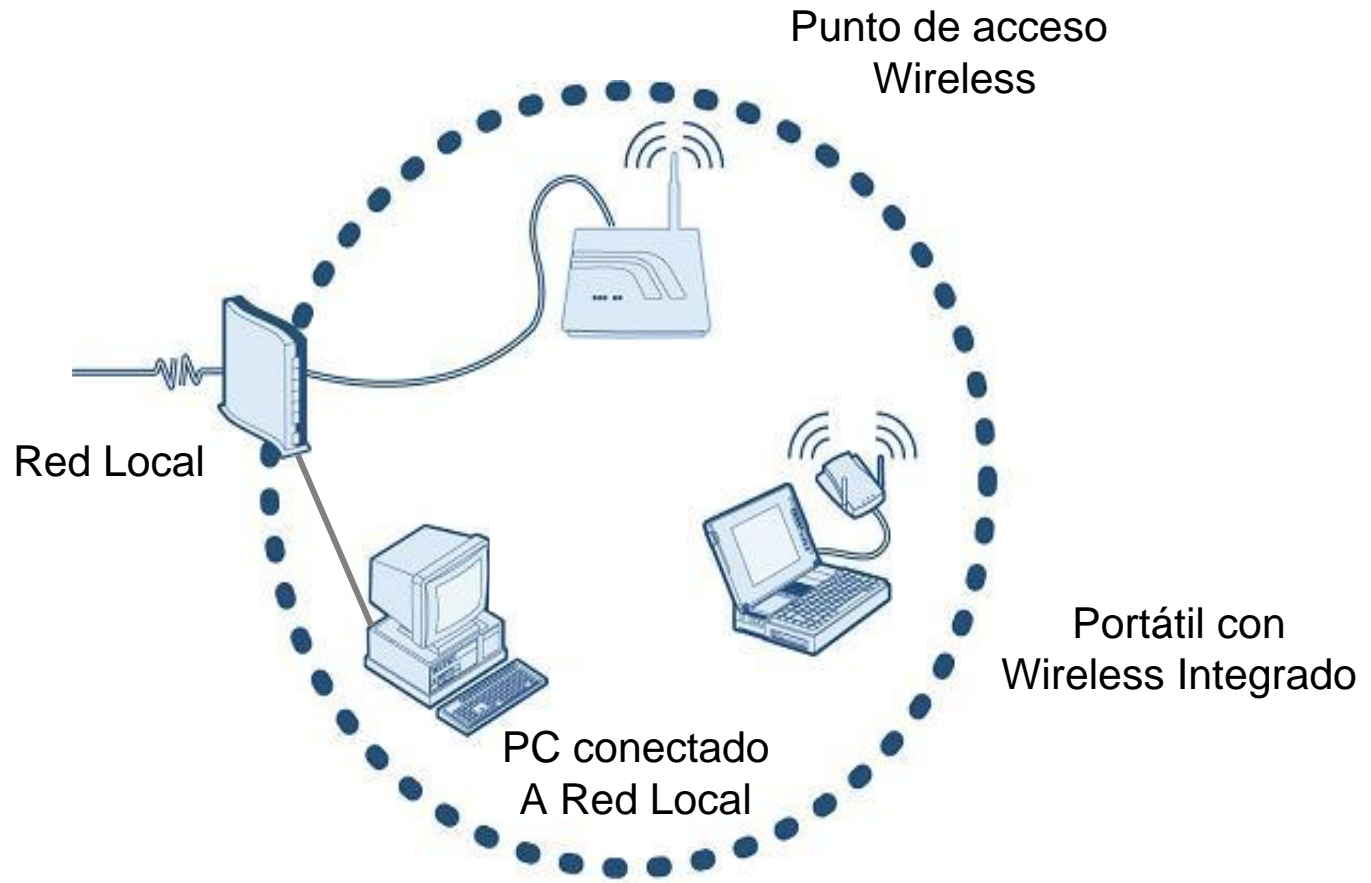 Punto de acceso
Wireless
Red Local
Portátil con
Wireless Integrado
PC conectado
A Red Local